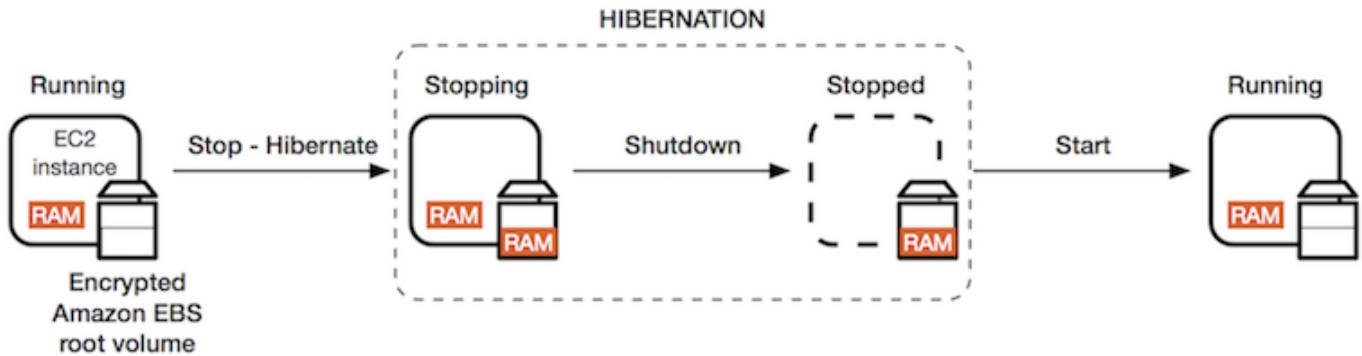 HIBERNATION
Running
Stopping
Stopped
Running
EC2
instance
Stop - Hibernate
Shutdown
Start
RAM
RAM
RAM
RAM
RAM
Encrypted
Amazon EBS
root volume